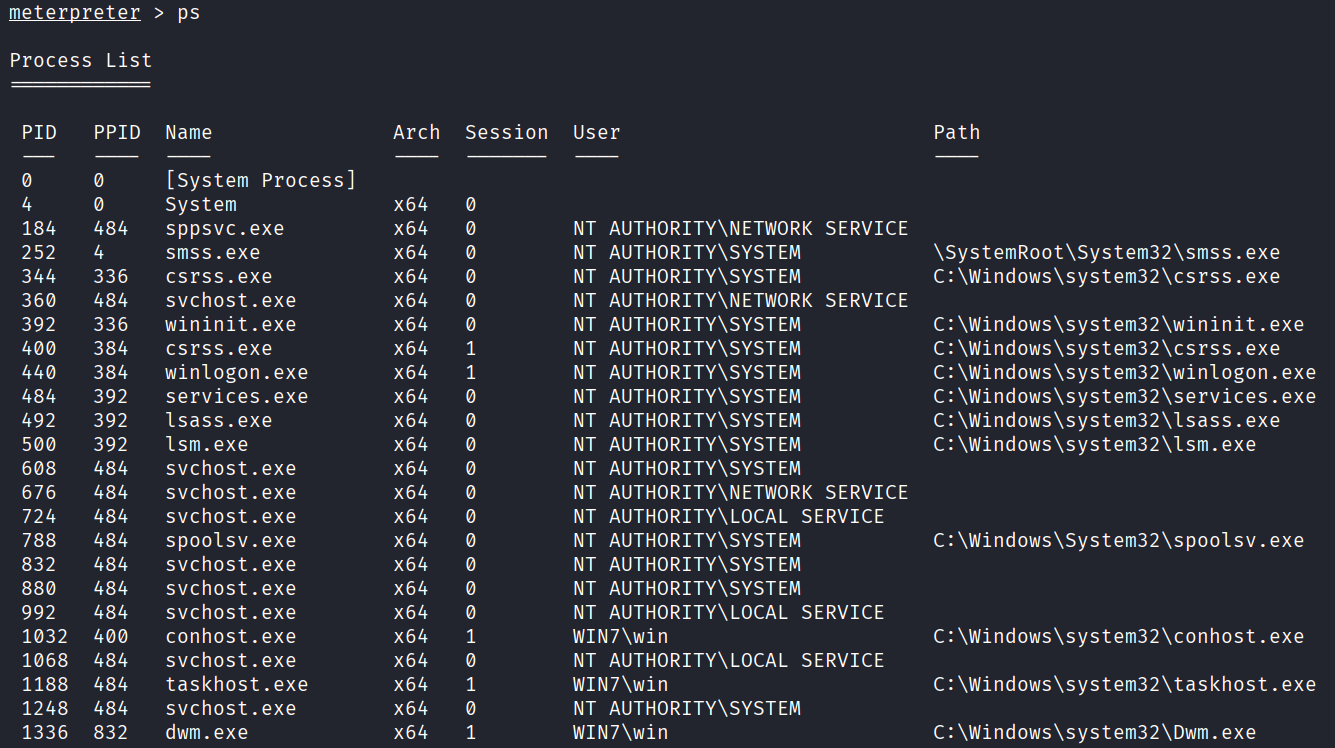 meterpreter > ps
Process List
============
PID PPID Name Arch Session User Path
--- ---- ---- ---- ------- ---- ----
0 0 [System Process]
4 0 System x64 0
184 484 sppsvc.exe x64 0 NT AUTHORITY\NETWORK SERVICE
252 4 smss.exe x64 0 NT AUTHORITY\SYSTEM \SystemRoot\System32\smss.exe
344 336 csrss.exe x64 0 NT AUTHORITY\SYSTEM C:\Windows\system32\csrss.exe
360 484 svchost.exe x64 0 NT AUTHORITY\NETWORK SERVICE
392 336 wininit.exe x64 0 NT AUTHORITY\SYSTEM C:\Windows\system32\wininit.exe
400 384 csrss.exe x64 1 NT AUTHORITY\SYSTEM C:\Windows\system32\csrss.exe
440 384 winlogon.exe x64 1 NT AUTHORITY\SYSTEM C:\Windows\system32\winlogon.exe
484 392 services.exe x64 0 NT AUTHORITY\SYSTEM C:\Windows\system32\services.exe
492 392 lsass.exe x64 0 NT AUTHORITY\SYSTEM C:\Windows\system32\lsass.exe
500 392 lsm.exe x64 0 NT AUTHORITY\SYSTEM C:\Windows\system32\lsm.exe
608 484 svchost.exe x64 0 NT AUTHORITY\SYSTEM
676 484 svchost.exe x64 0 NT AUTHORITY\NETWORK SERVICE
724 484 svchost.exe x64 0 NT AUTHORITY\LOCAL SERVICE
788 484 spoolsv.exe x64 0 NT AUTHORITY\SYSTEM C:\Windows\System32\spoolsv.exe
832 484 svchost.exe x64 0 NT AUTHORITY\SYSTEM
880 484 svchost.exe x64 0 NT AUTHORITY\SYSTEM
992 484 svchost.exe x64 0 NT AUTHORITY\LOCAL SERVICE
1032 400 conhost.exe x64 1 WIN7\win C:\Windows\system32\conhost.exe
1068 484 svchost.exe x64 0 NT AUTHORITY\LOCAL SERVICE
1188 484 taskhost.exe x64 1 WIN7\win C:\Windows\system32\taskhost.exe
1248 484 svchost.exe x64 0 NT AUTHORITY\SYSTEM
1336 832 dwm.exe x64 1 WIN7\win C:\Windows\system32\Dwm.exe